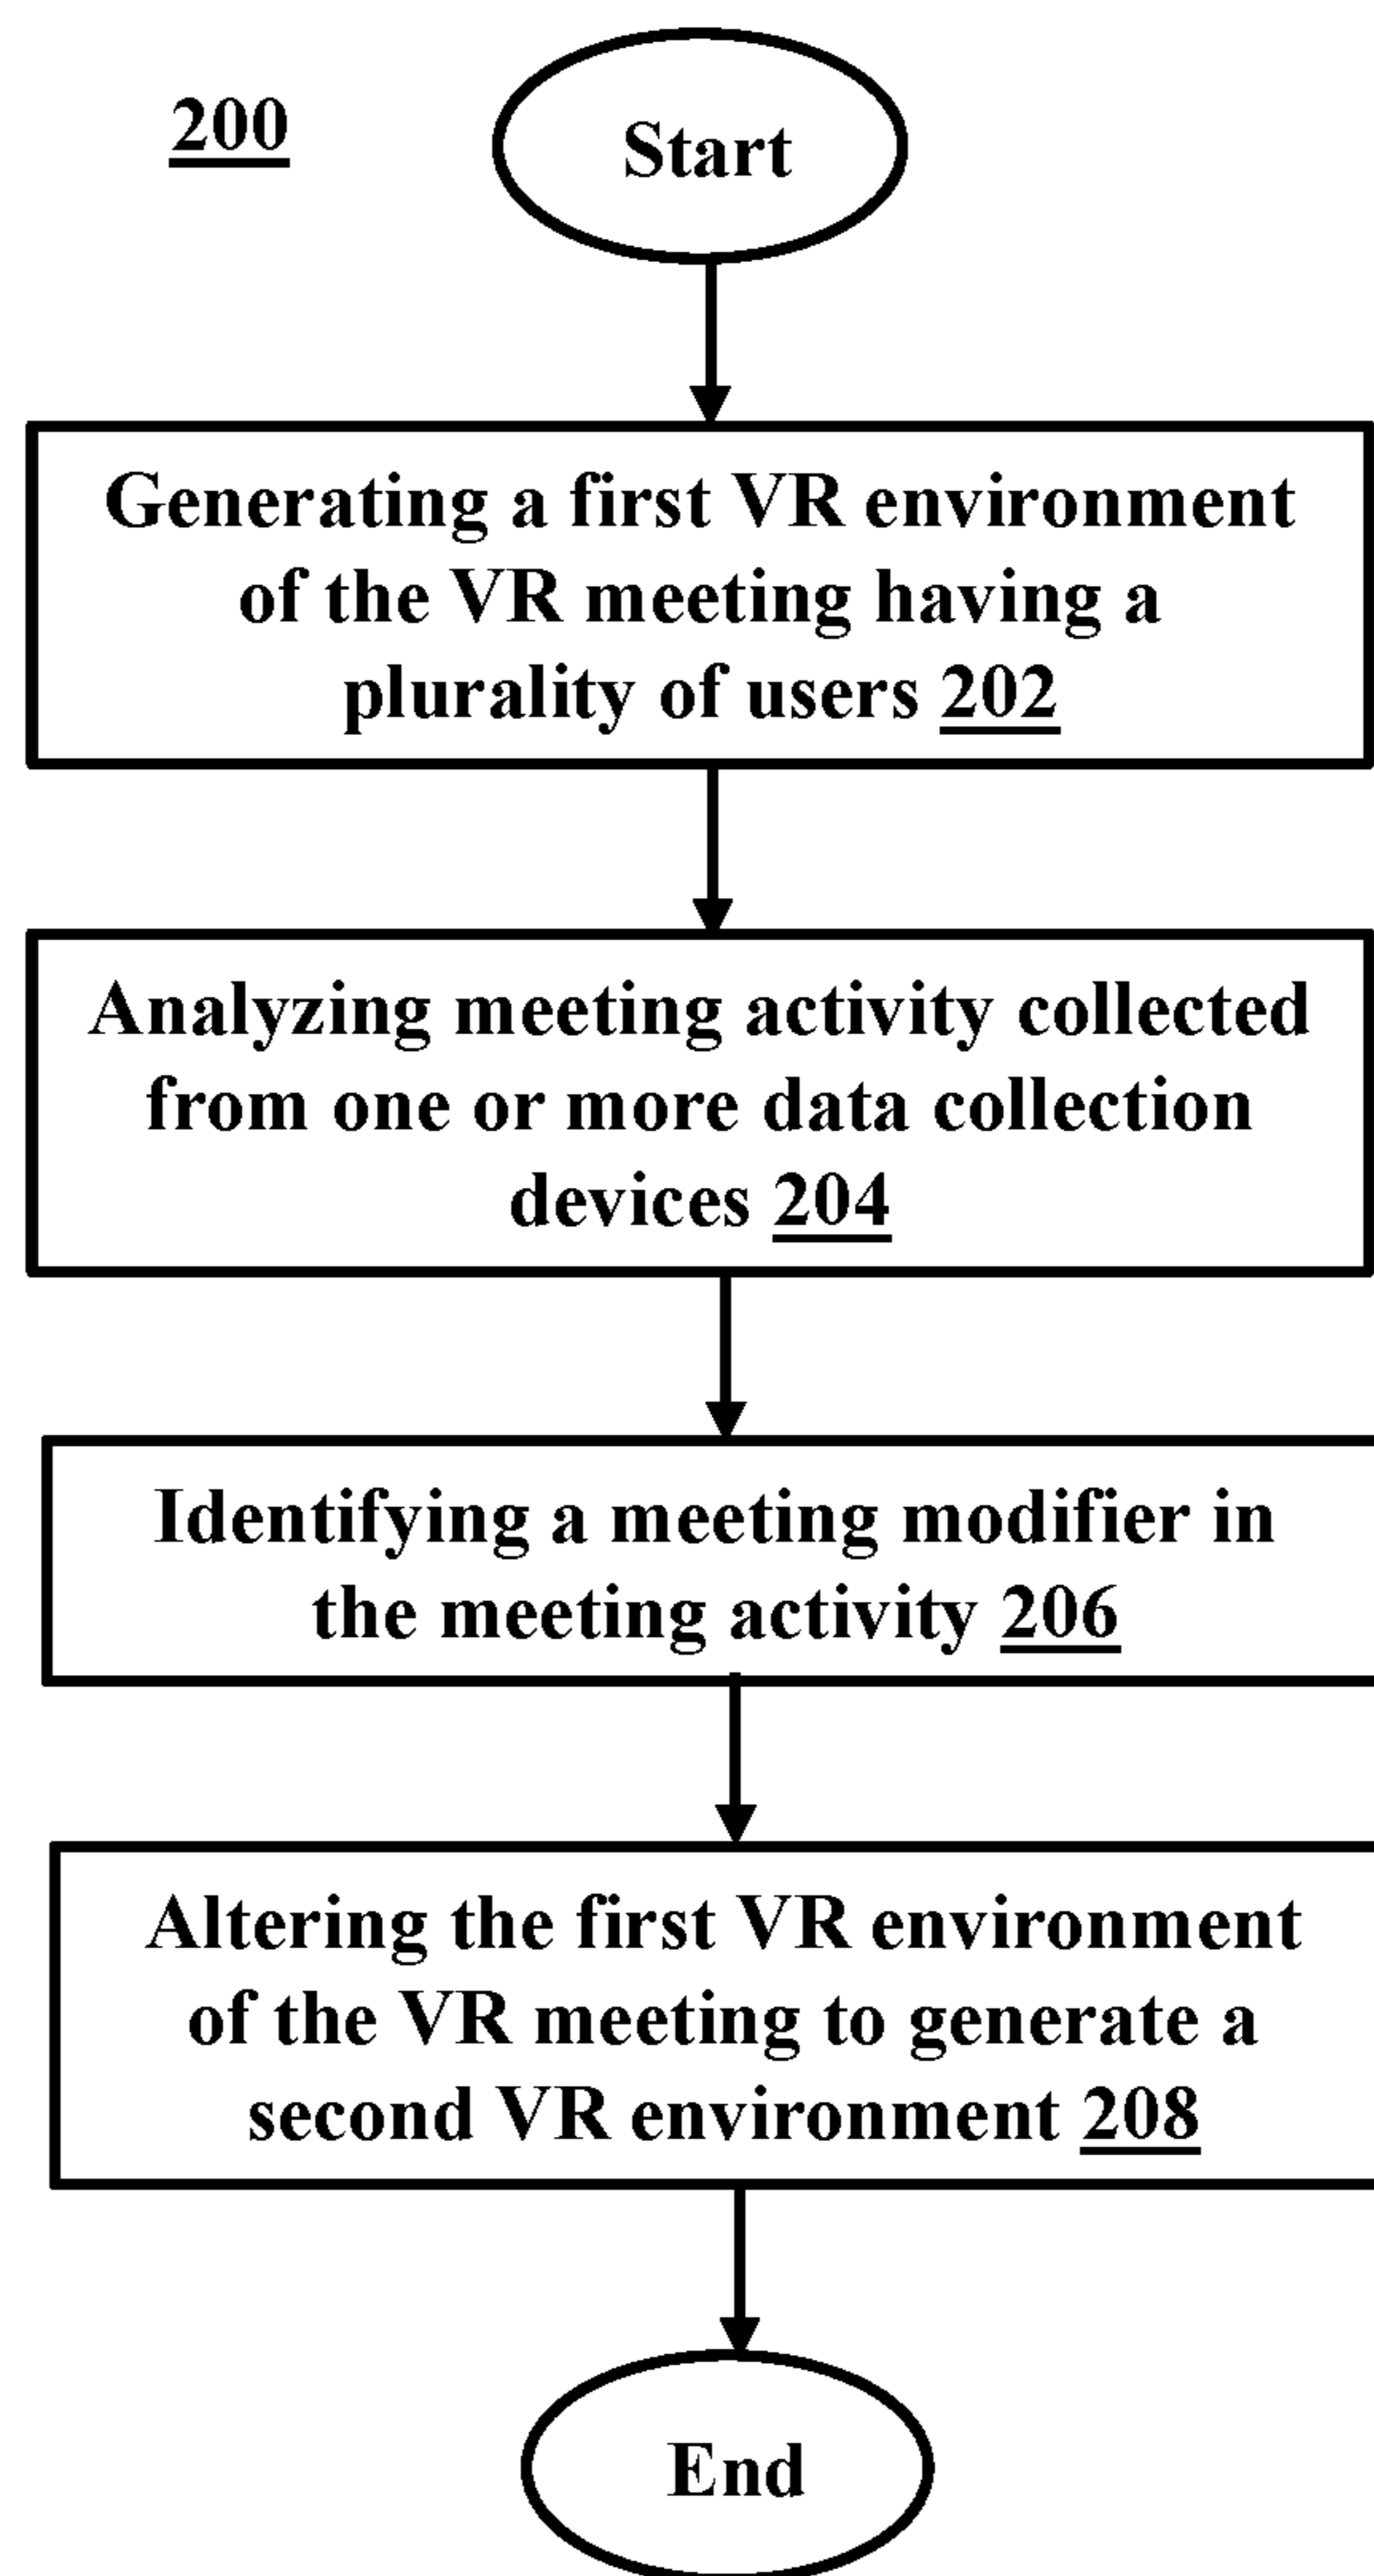 200
Start
Generating a first VR environment
of the VR meeting having a
plurality of users 202
Analyzing meeting activity collected
from one or more data collection
devices 204
Identifying a meeting modifier in
the meeting activity 206
Altering the first VR environment
of the VR meeting to generate a
second VR environment 208
End